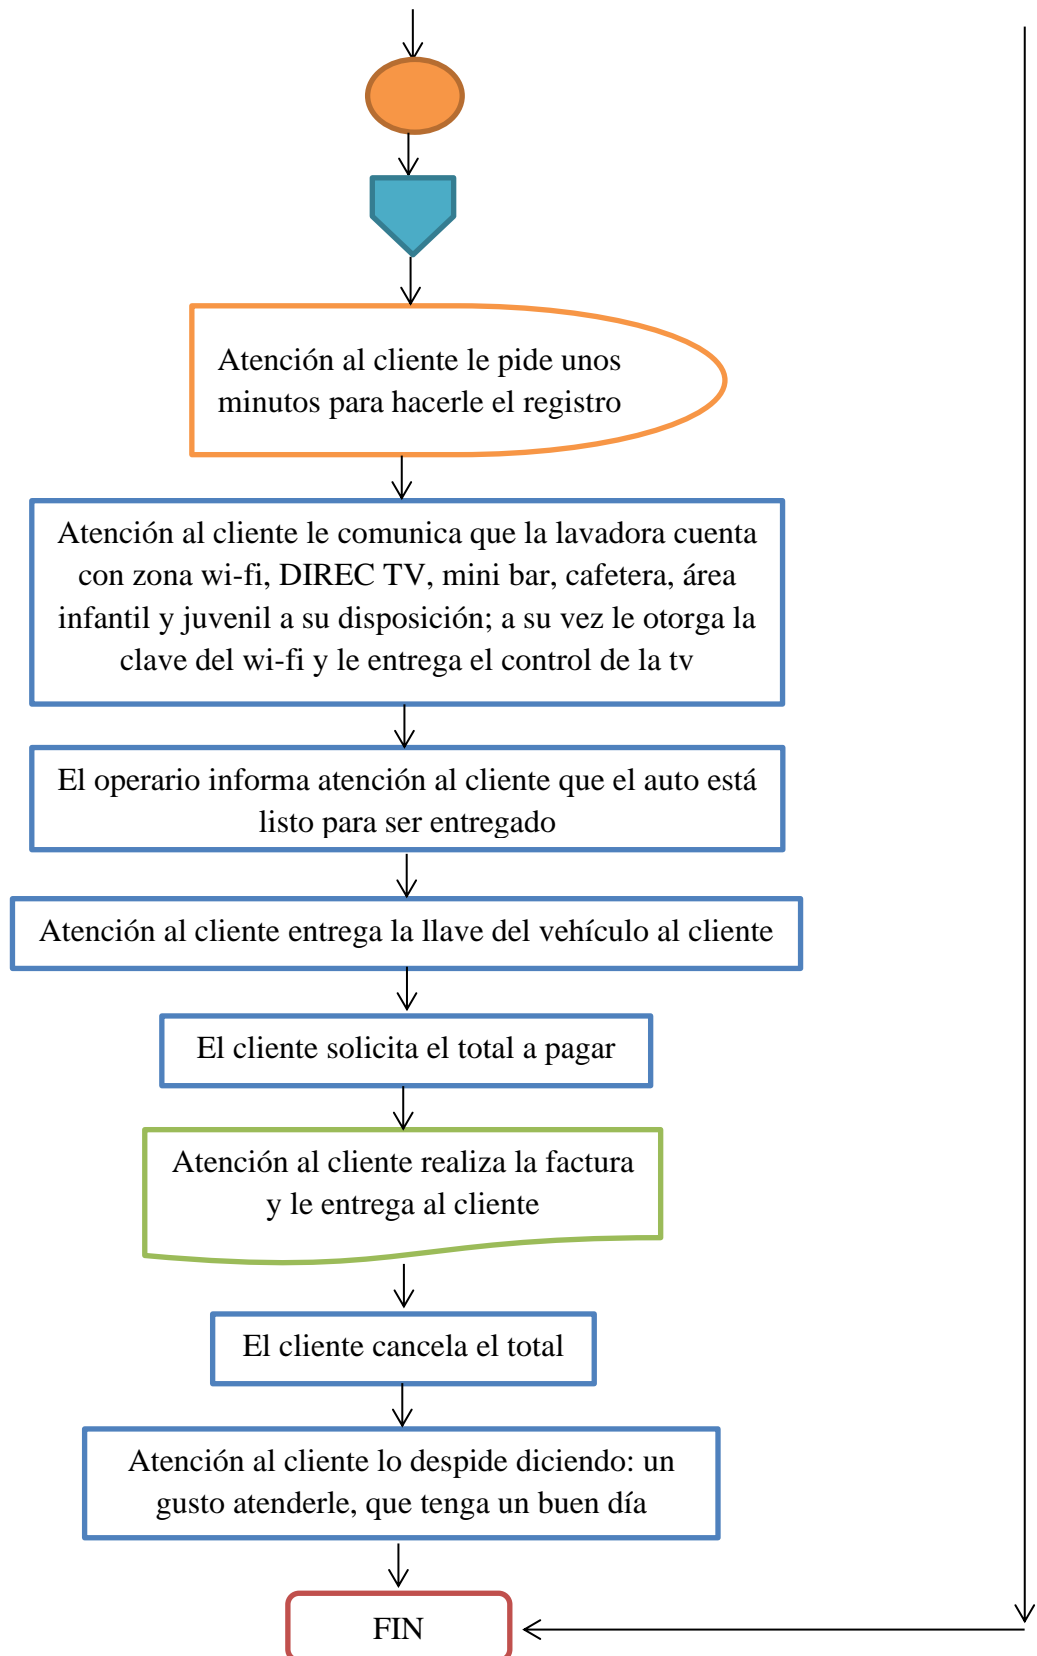 Atención al cliente le pide unos
minutos para hacerle el registro
Atención al cliente le comunica que la lavadora cuenta
con zona wi-fi, DIREC TV, mini bar, cafetera, área
infantil y juvenil a su disposición; a su vez le otorga la
clave del wi-fi y le entrega el control de la tv
El operario informa atención al cliente que el auto está
listo para ser entregado
Atención al cliente entrega la llave del vehículo al cliente
El cliente solicita el total a pagar
Atención al cliente realiza la factura
y le entrega al cliente
El cliente cancela el total
Atención al cliente lo despide diciendo: un
gusto atenderle, que tenga un buen día
FIN